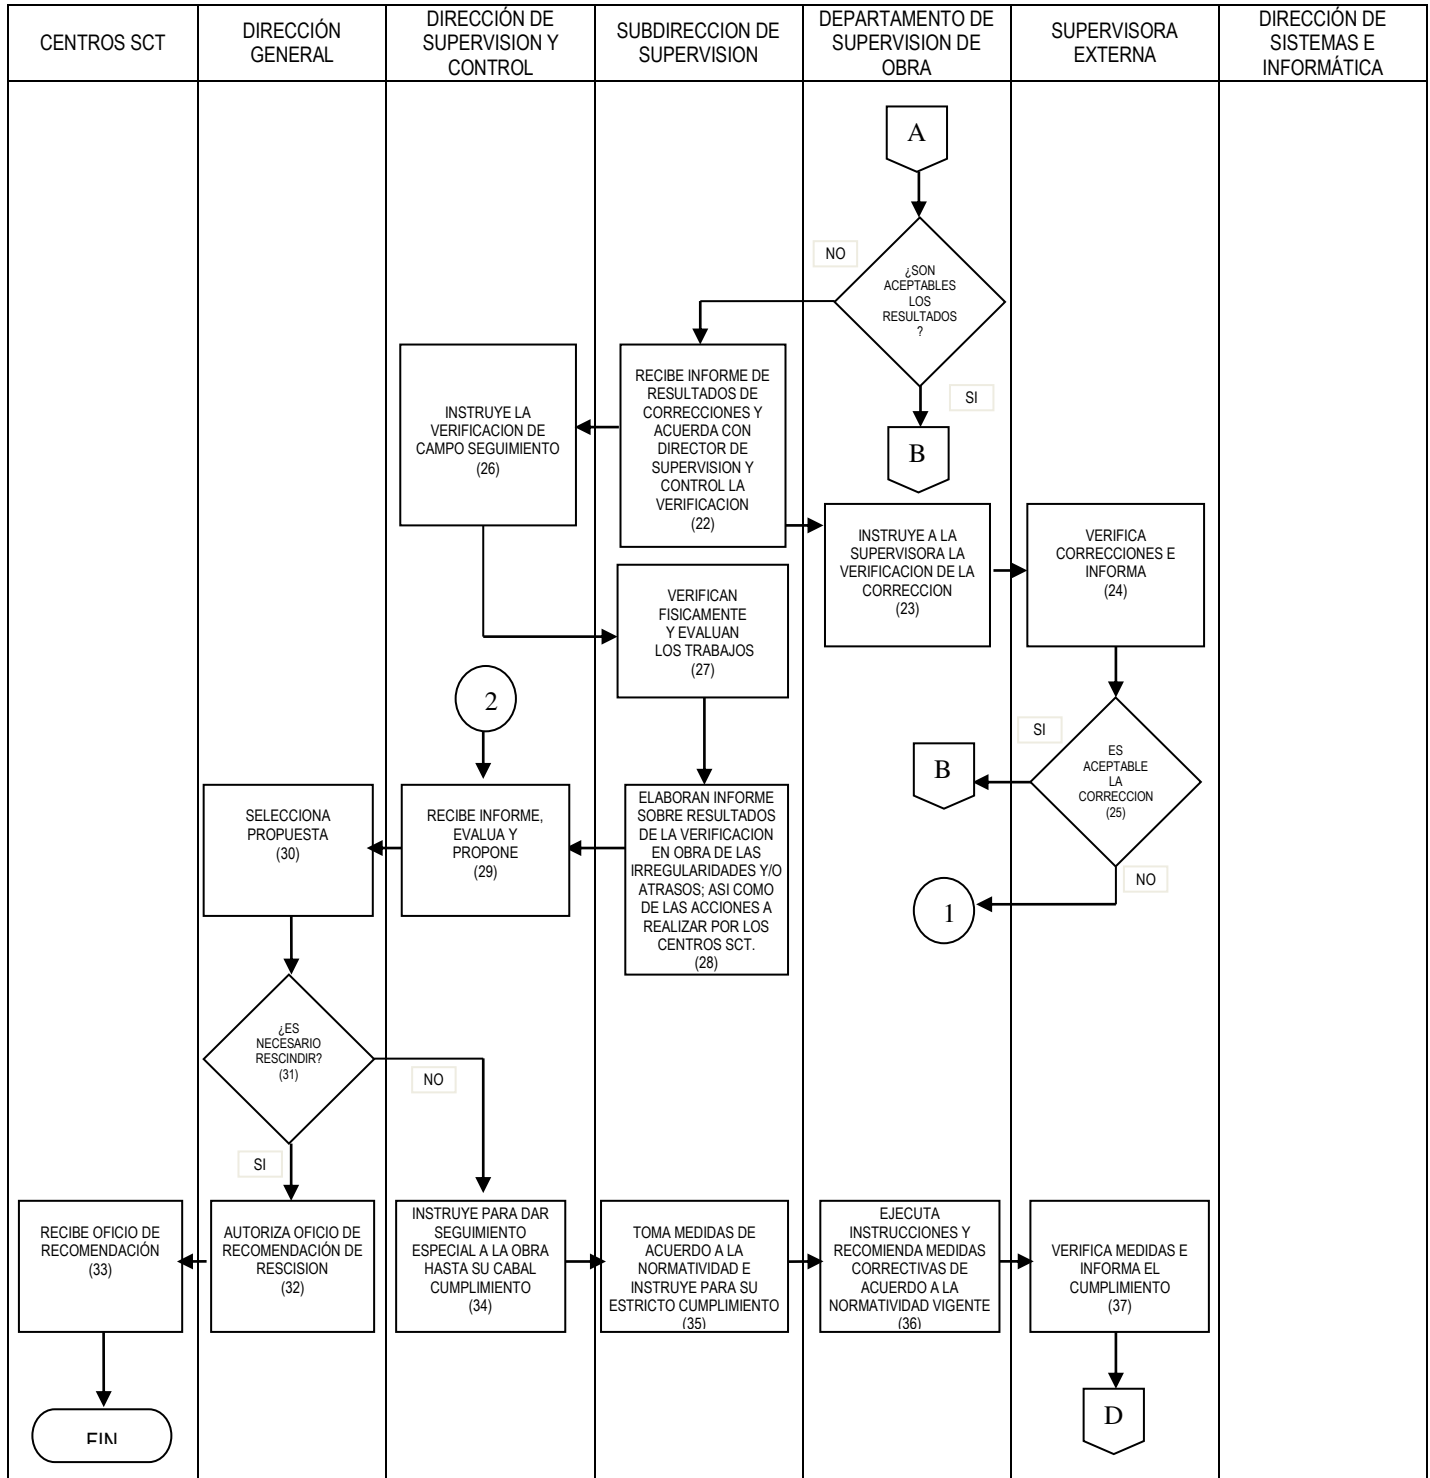 CENTROS SCT
DIRECCIÓN
GENERAL
DIRECCIÓN DE
SUPERVISION Y
CONTROL
SUBDIRECCION DE
SUPERVISION
DEPARTAMENTO DE
SUPERVISION DE
OBRA
SUPERVISORA
EXTERNA
DIRECCIÓN DE
SISTEMAS E
INFORMÁTICA
A
NO
¿SON
ACEPTABLES
LOS
RESULTADOS
?
SI
B
RECIBE INFORME DE
RESULTADOS DE
CORRECCIONES Y
ACUERDA CON
DIRECTOR DE
SUPERVISION Y
CONTROL LA
VERIFICACION
(22)
INSTRUYE LA
VERIFICACION DE
CAMPO SEGUIMIENTO
(26)
INSTRUYE A LA
SUPERVISORA LA
VERIFICACION DE LA
CORRECCION
(23)
VERIFICA
CORRECCIONES E
INFORMA
(24)
VERIFICAN
FISICAMENTE
Y EVALUAN
LOS TRABAJOS
(27)
2
SI
B
ES
ACEPTABLE
LA
CORRECCION
(25)
NO
1
SELECCIONA
PROPUESTA
(30)
RECIBE INFORME,
EVALUA Y
PROPONE
(29)
ELABORAN INFORME
SOBRE RESULTADOS
DE LA VERIFICACION
EN OBRA DE LAS
IRREGULARIDADES Y/O
ATRASOS; ASI COMO
DE LAS ACCIONES A
REALIZAR POR LOS
CENTROS SCT.
(28)
¿ES
NECESARIO
RESCINDIR?
(31)
NO
SI
RECIBE OFICIO DE
RECOMENDACIÓN
(33)
AUTORIZA OFICIO DE
RECOMENDACIÓN DE
RESCISION
(32)
INSTRUYE PARA DAR
SEGUIMIENTO
ESPECIAL A LA OBRA
HASTA SU CABAL
CUMPLIMIENTO
(34)
TOMA MEDIDAS DE
ACUERDO A LA
NORMATIVIDAD E
INSTRUYE PARA SU
ESTRICTO CUMPLIMIENTO
(35)
EJECUTA
INSTRUCCIONES Y
RECOMIENDA MEDIDAS
CORRECTIVAS DE
ACUERDO A LA
NORMATIVIDAD VIGENTE
(36)
VERIFICA MEDIDAS E
INFORMA EL
CUMPLIMIENTO
(37)
FIN
D